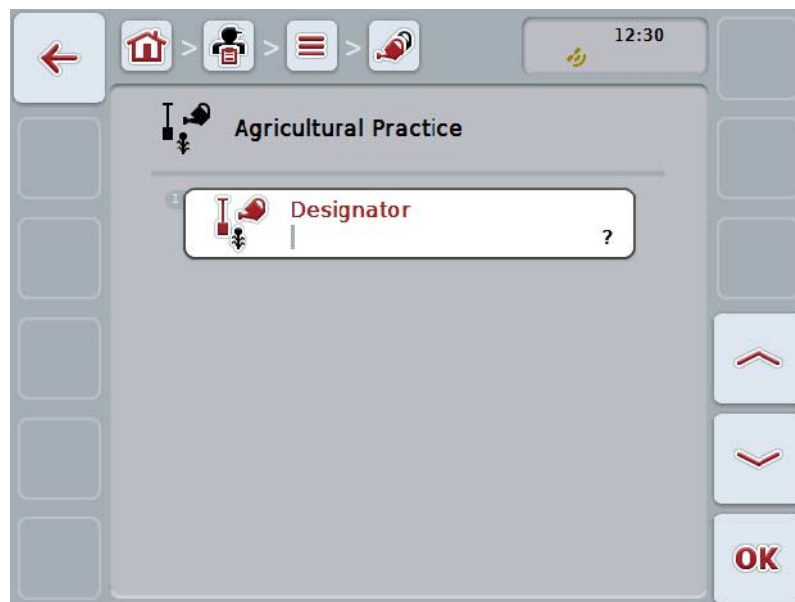 > > >
12:30
Agricultural Practice
1
Designator
?
OK